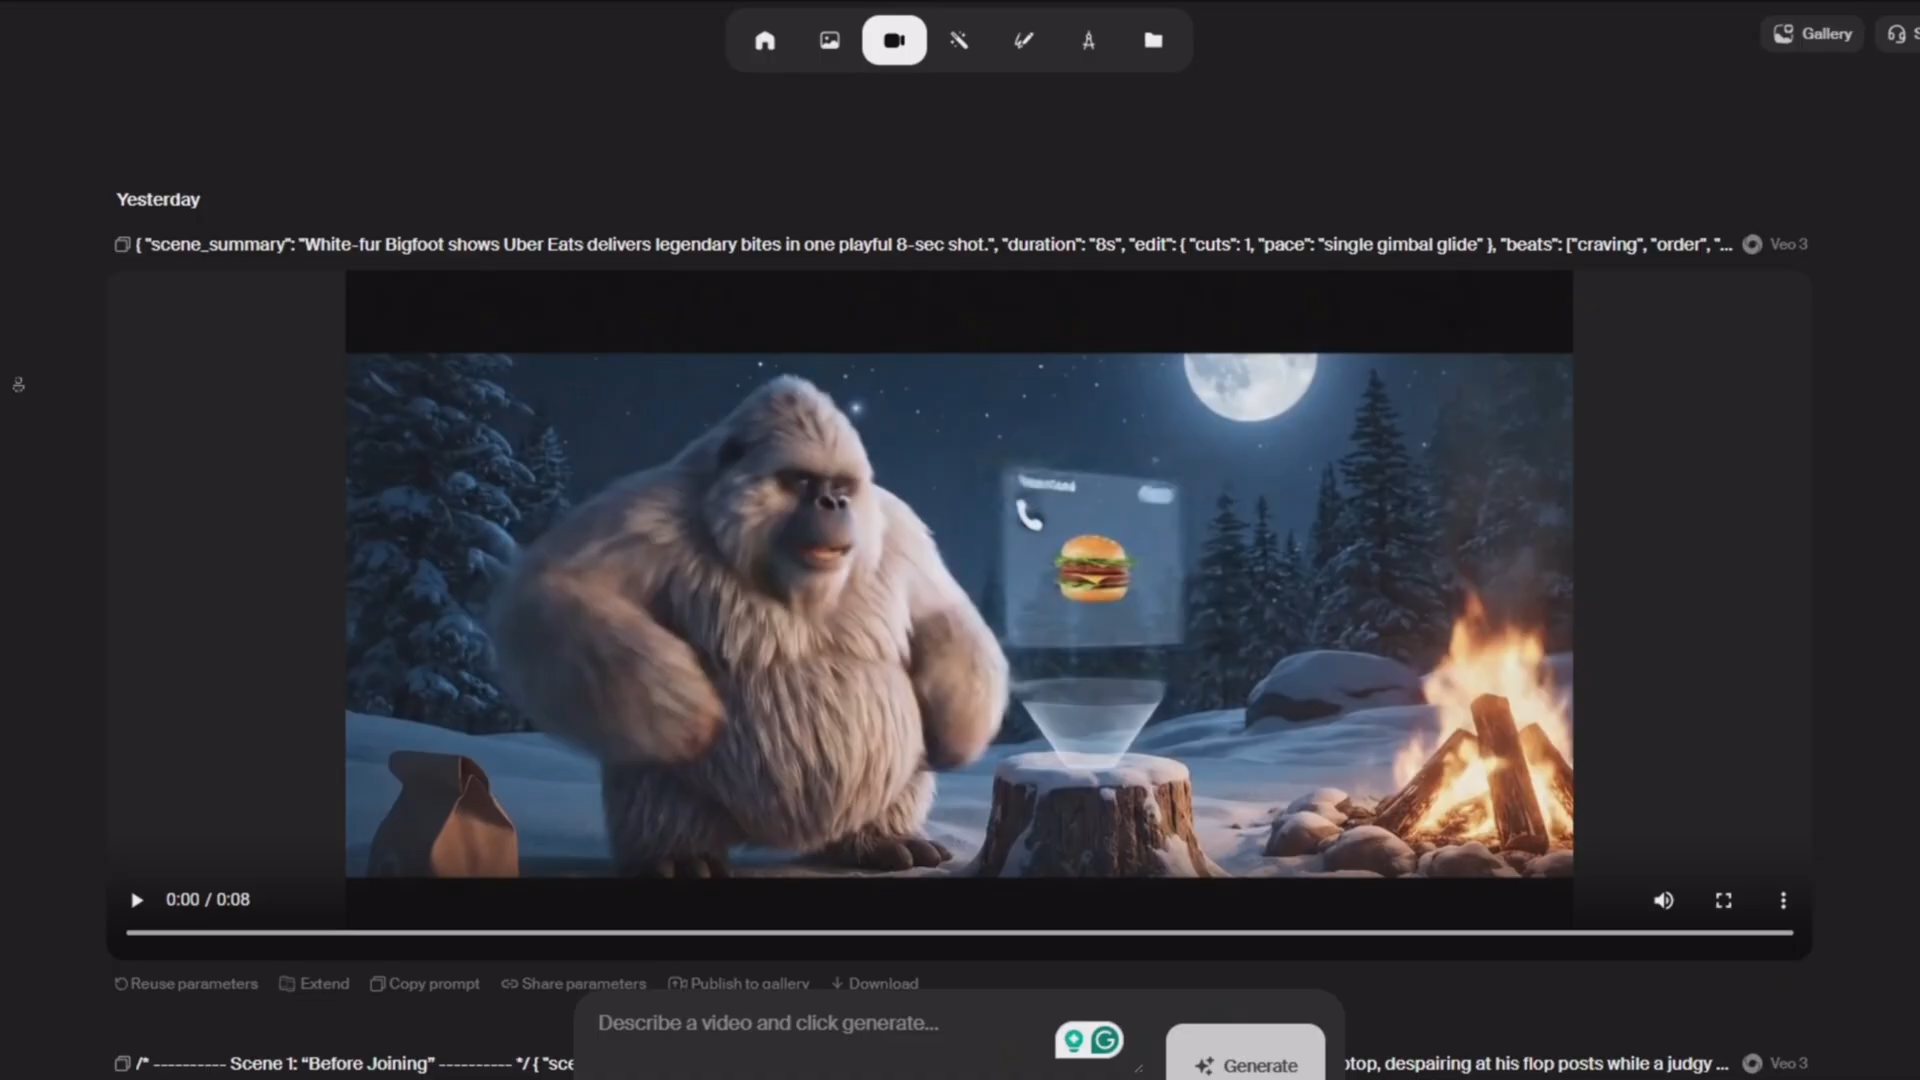 Gallery
S
Yesterday
{ "scene_summary": "White-fur Bigfoot shows Uber Eats delivers legendary bites in one playful 8-sec shot.", "duration": "8s", "edit": { "cuts": 1, "pace": "single gimbal glide" }, "beats": ["craving", "order", "...
Veo 3
0:00 / 0:08
Reuse parameters
Extend
Copy prompt
Share parameters
Publish to gallery
Download
Describe a video and click generate...
Generate
/* ---------- Scene 1: “Before Joining” ---------- */ { "sce
ptop, despairing at his flop posts while a judgy ...
Veo 3